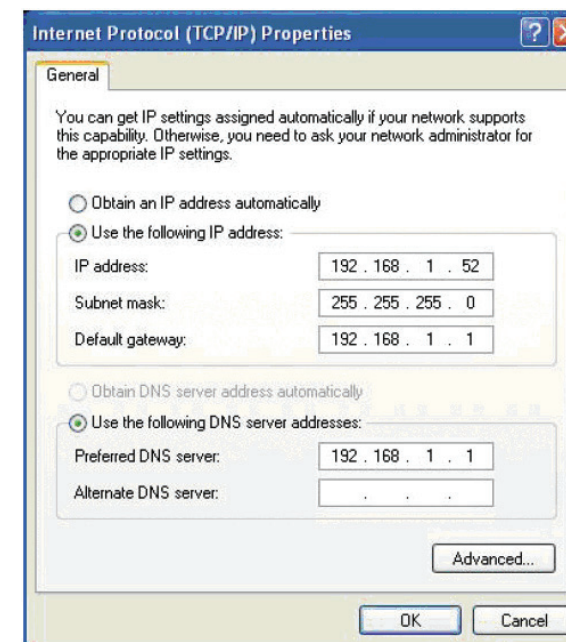 Internet Protocol (TCP/IP) Properties
General
You can get IP settings assigned automatically if your network supports
this capability. Otherwise, you need to ask your network administrator for
the appropriate IP settings.
Obtain an IP address automatically
Use the following IP address:
IP address: 192 . 168 . 1 . 52
Subnet mask: 255 . 255 . 255 . 0
Default gateway: 192 . 168 . 1 . 1
Obtain DNS server address automatically
Use the following DNS server addresses:
Preferred DNS server: 192 . 168 . 1 . 1
Alternate DNS server: . . .
Advanced...
OK Cancel